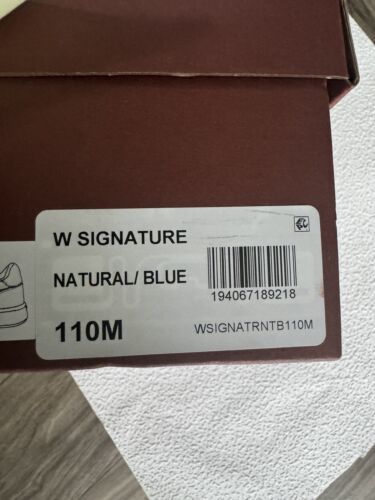 W SIGNATURE
NATURAL/ BLUE
194067189218
110M
WSIGNATRNTB110M